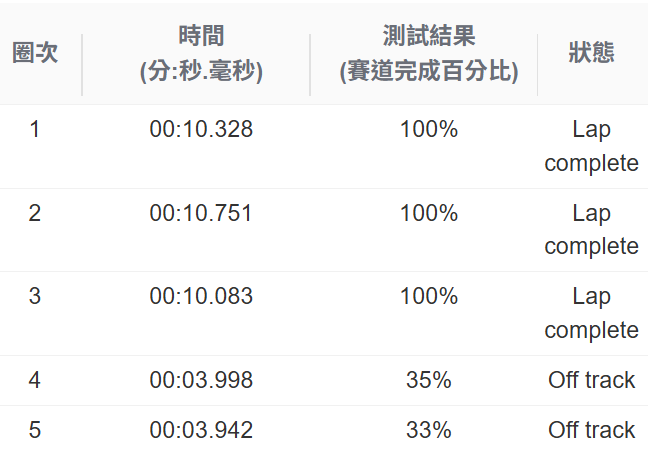 圈次 時間 測試結果 狀態
(分:秒.毫秒) (賽道完成百分比)
1 00:10.328 100% Lap
complete
2 00:10.751 100% Lap
complete
3 00:10.083 100% Lap
complete
4 00:03.998 35% Off track
5 00:03.942 33% Off track